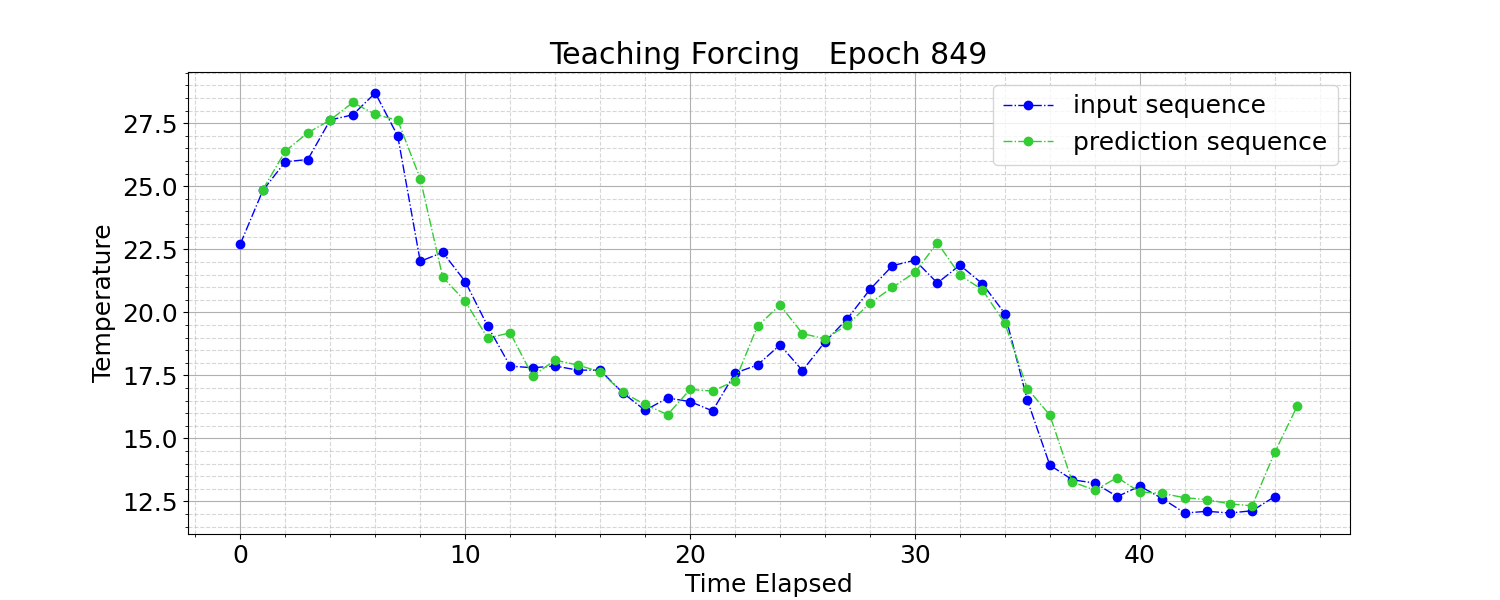 Teaching Forcing   Epoch 849
input sequence
prediction sequence
Temperature
27.5
25.0
22.5
20.0
17.5
15.0
12.5
0 10 20 30 40
Time Elapsed